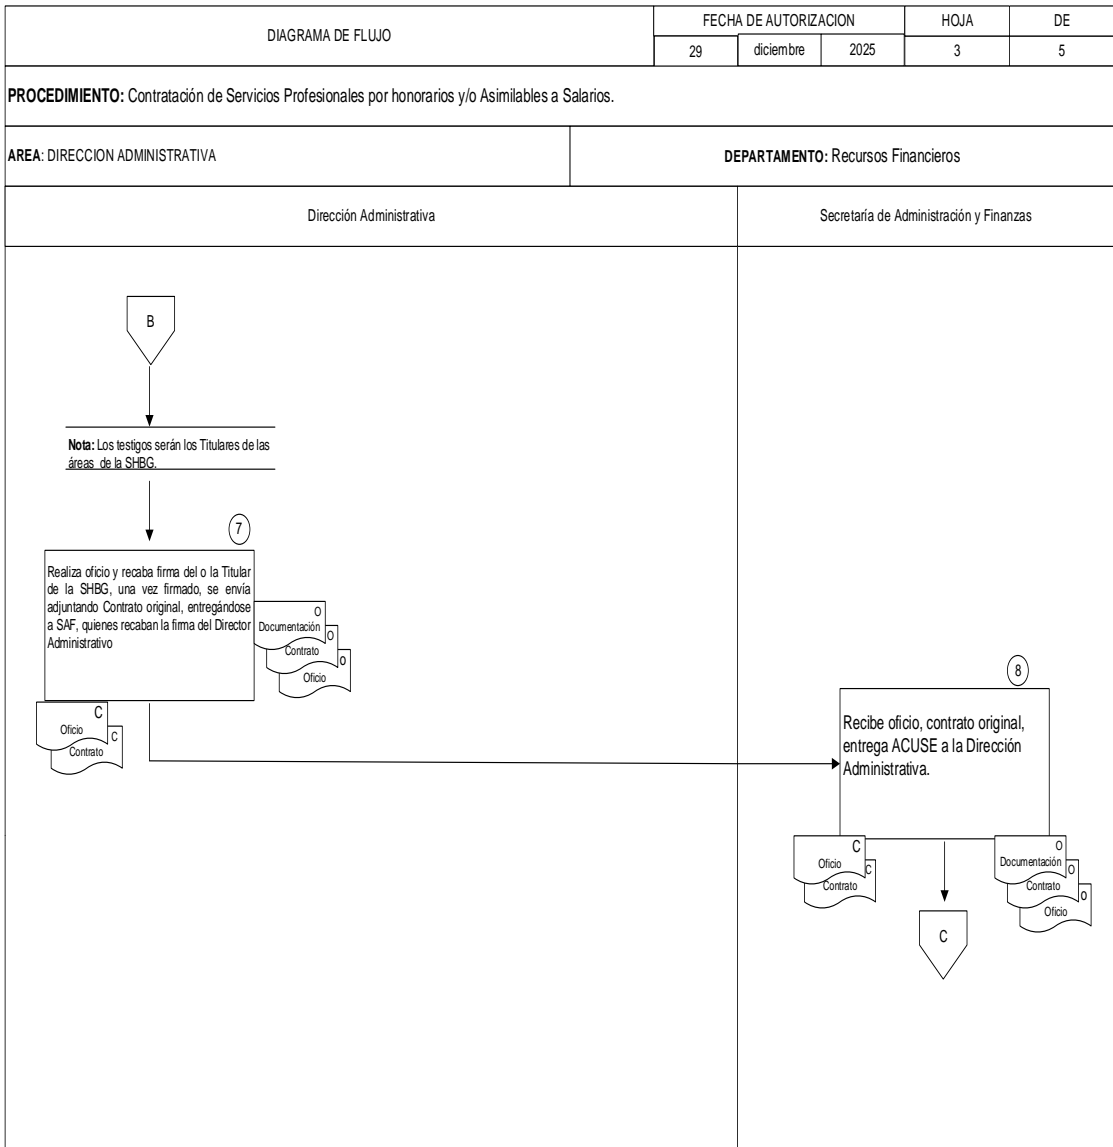 DIAGRAMA DE FLUJO
FECHA DE AUTORIZACION
HOJA
DE
29
diciembre
2025
3
5
PROCEDIMIENTO: Contratación de Servicios Profesionales por honorarios y/o Asimilables a Salarios.
AREA: DIRECCION ADMINISTRATIVA
DEPARTAMENTO: Recursos Financieros
Dirección Administrativa
Secretaría de Administración y Finanzas
B
Nota: Los testigos serán los Titulares de las
áreas de la SHBG.
7
Realiza oficio y recaba firma del o la Titular
de la SHBG, una vez firmado, se envía
adjuntando Contrato original, entregándose
a SAF, quienes recaban la firma del Director
Administrativo
O
Documentación
O
Contrato
O
Oficio
C
Oficio
C
Contrato
8
Recibe oficio, contrato original,
entrega ACUSE a la Dirección
Administrativa.
C
Oficio
C
Contrato
O
Documentación
O
Contrato
O
Oficio
C